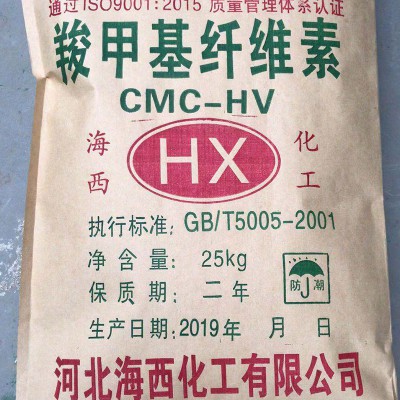 通过ISO9001:2015 质量管理体系认证
羧甲基纤维素
CMC-HV
海西 HX 化工
执行标准: GB/T5005-2001
净含量: 25kg
保质期: 二年
防潮
生产日期: 2019年 月 日
河北海西化工有限公司